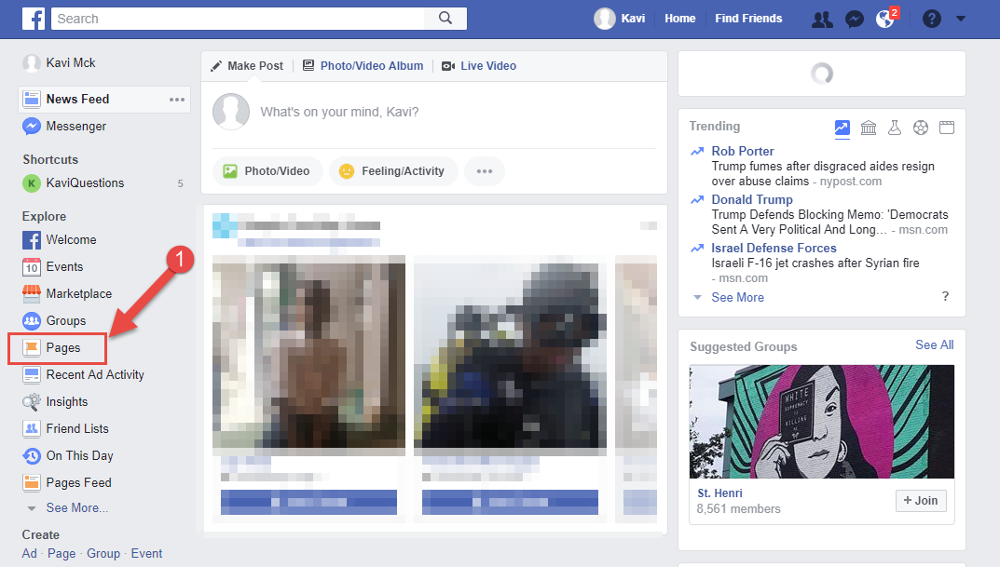 f
Search
Kavi
Home
Find Friends
2
?
Kavi Mck
News Feed
Messenger
Shortcuts
K KaviQuestions 5
Explore
Welcome
10 Events
Marketplace
Groups
1
Pages
Recent Ad Activity
Insights
Friend Lists
On This Day
Pages Feed
See More...
Create
Ad · Page · Group · Event
Make Post
Photo/Video Album
Live Video
What's on your mind, Kavi?
Photo/Video
Feeling/Activity
Trending
Rob Porter
Trump fumes after disgraced aides resign
over abuse claims - nypost.com
Donald Trump
Trump Defends Blocking Memo: 'Democrats
Sent A Very Political And Long... - msn.com
Israel Defense Forces
Israeli F-16 jet crashes after Syrian fire
- msn.com
See More
?
Suggested Groups
See All
WHITE
SUPREMACY
IS
KILLING
ME
St. Henri
8,561 members
+ Join